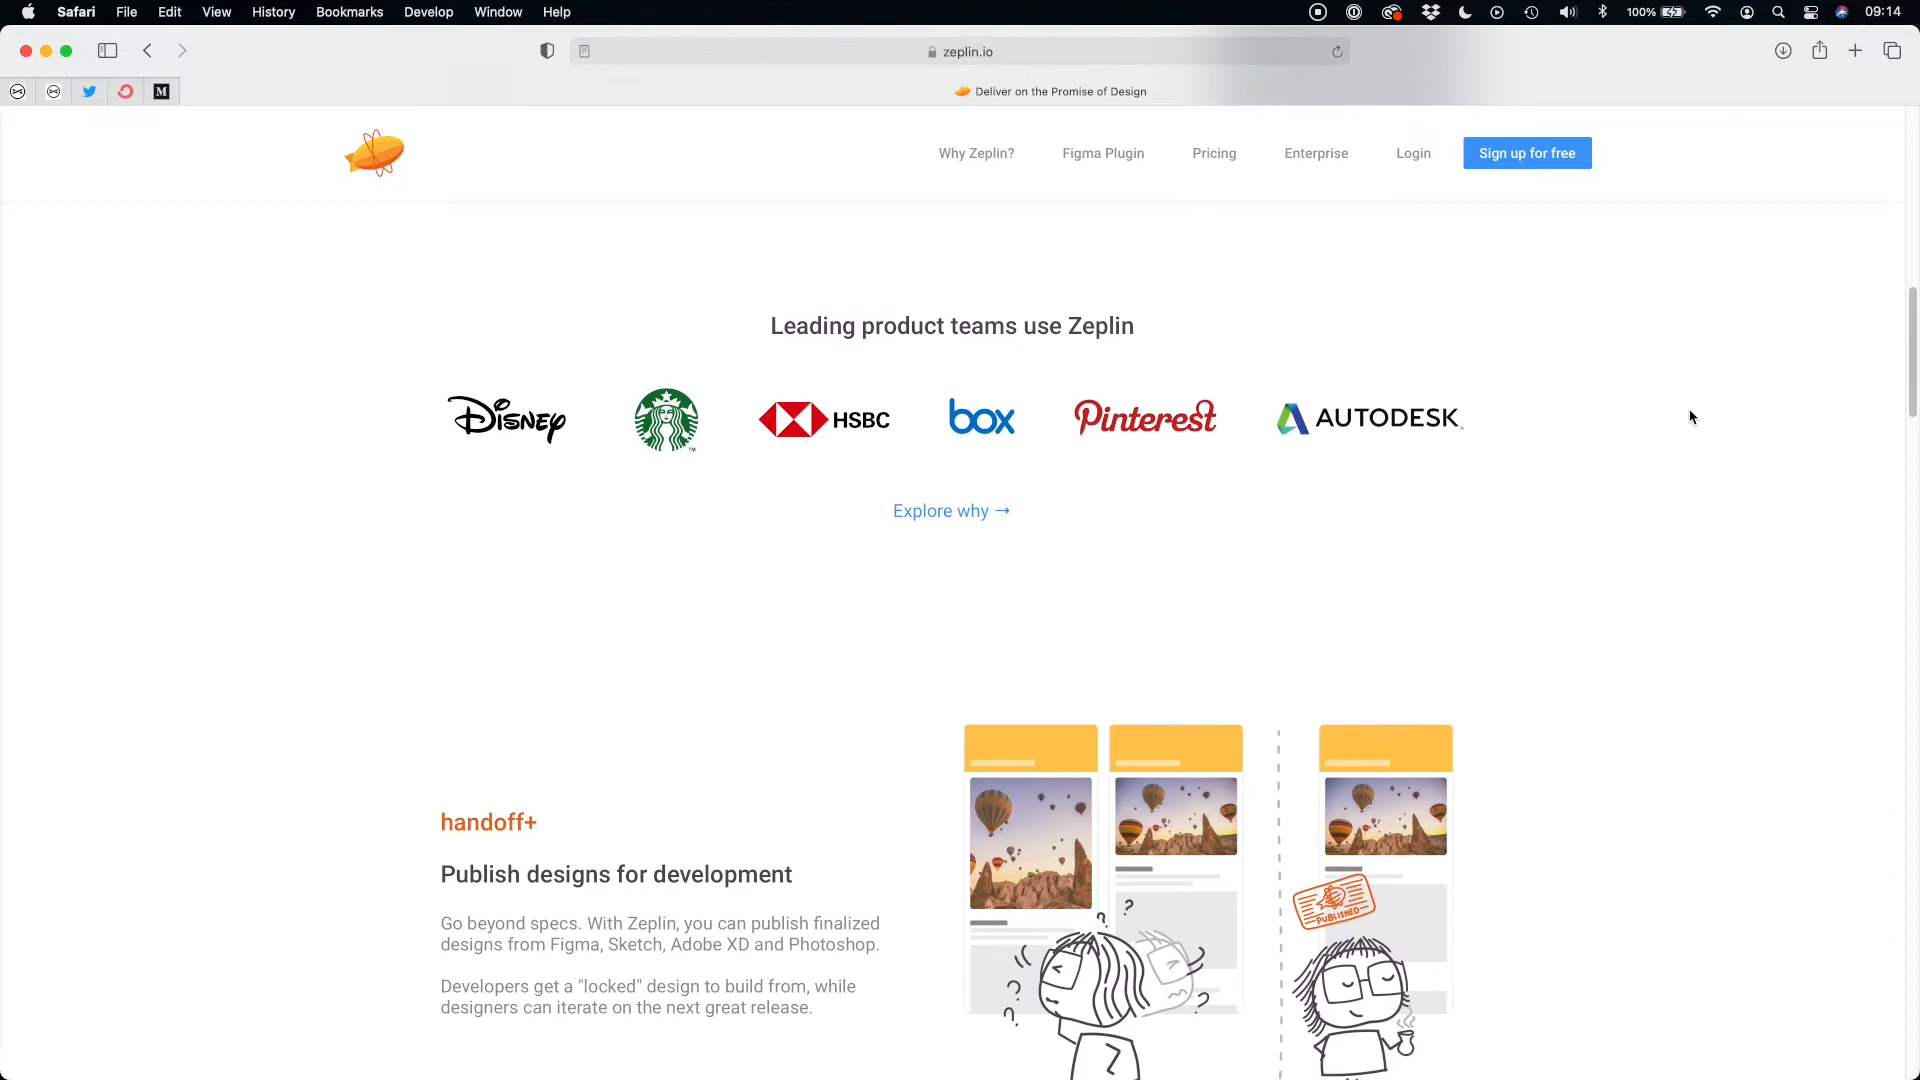 Safari File Edit View History Bookmarks Develop Window Help 100% 09:14
zeplin.io
M Deliver on the Promise of Design
Why Zeplin? Figma Plugin Pricing Enterprise Login Sign up for free
Leading product teams use Zeplin
Disney HSBC box Pinterest AUTODESK.
TM
Explore why →
handoff+
Publish designs for development
Go beyond specs. With Zeplin, you can publish finalized
designs from Figma, Sketch, Adobe XD and Photoshop.
Developers get a "locked" design to build from, while
designers can iterate on the next great release.
? ? ? ? ? ?
PUBLISHED